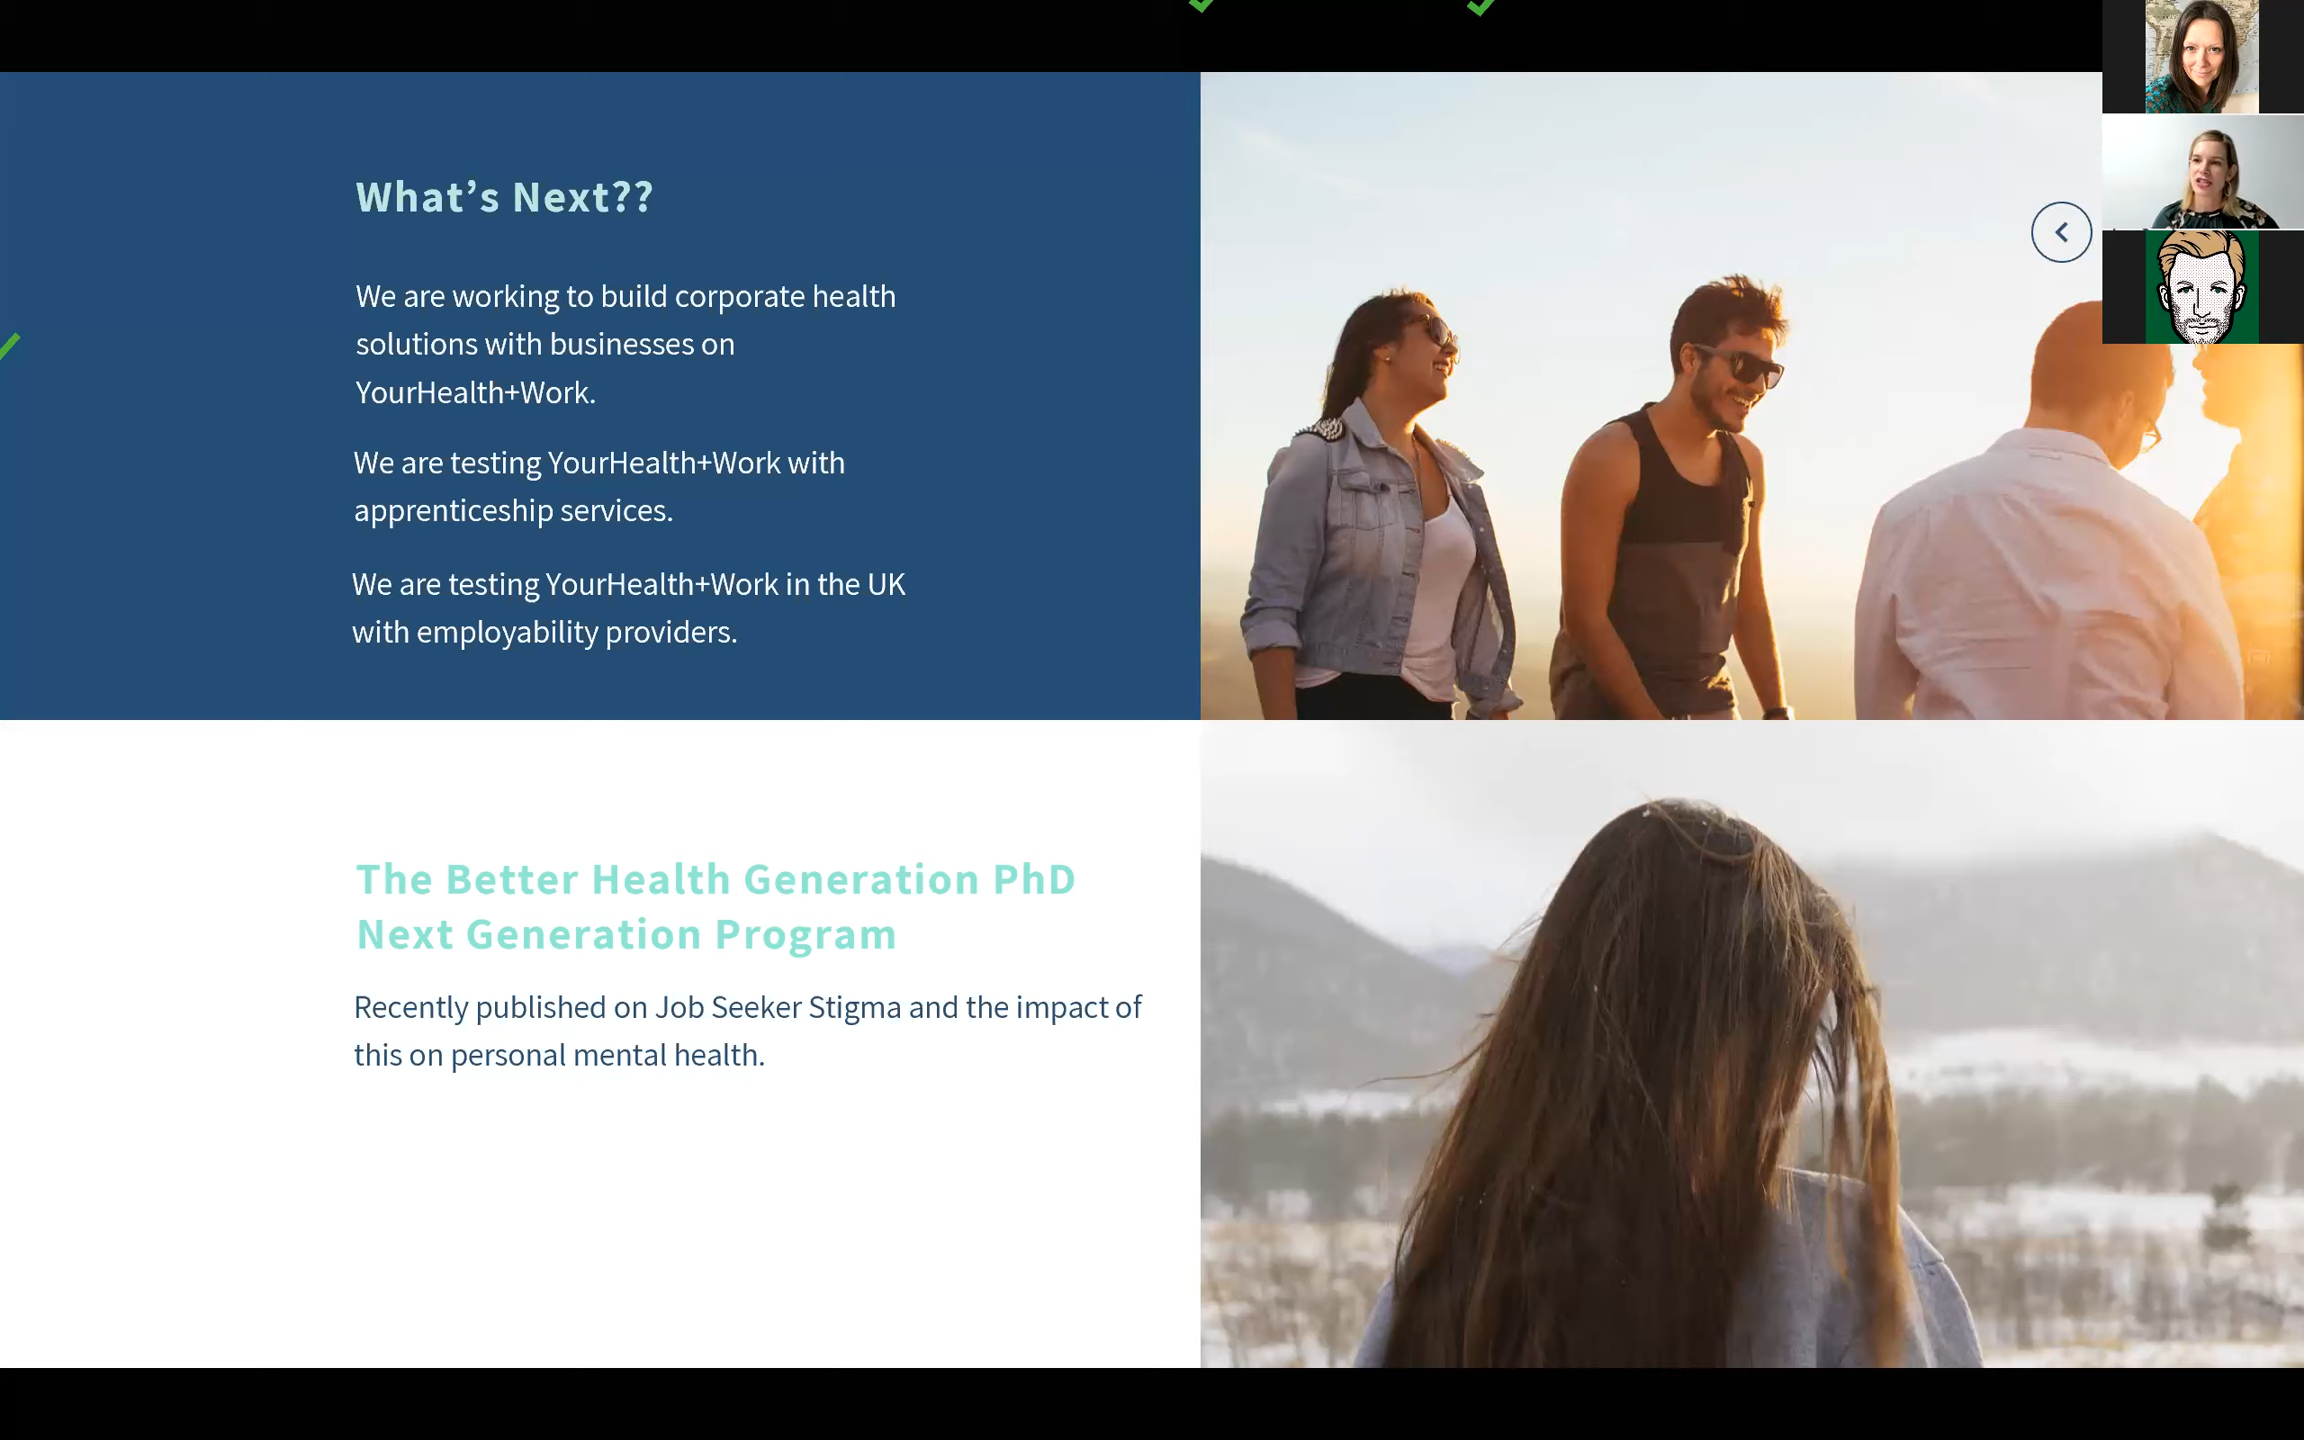 What’s Next??
We are working to build corporate health
solutions with businesses on
YourHealth+Work.
We are testing YourHealth+Work with
apprenticeship services.
We are testing YourHealth+Work in the UK
with employability providers.
The Better Health Generation PhD
Next Generation Program
Recently published on Job Seeker Stigma and the impact of
this on personal mental health.